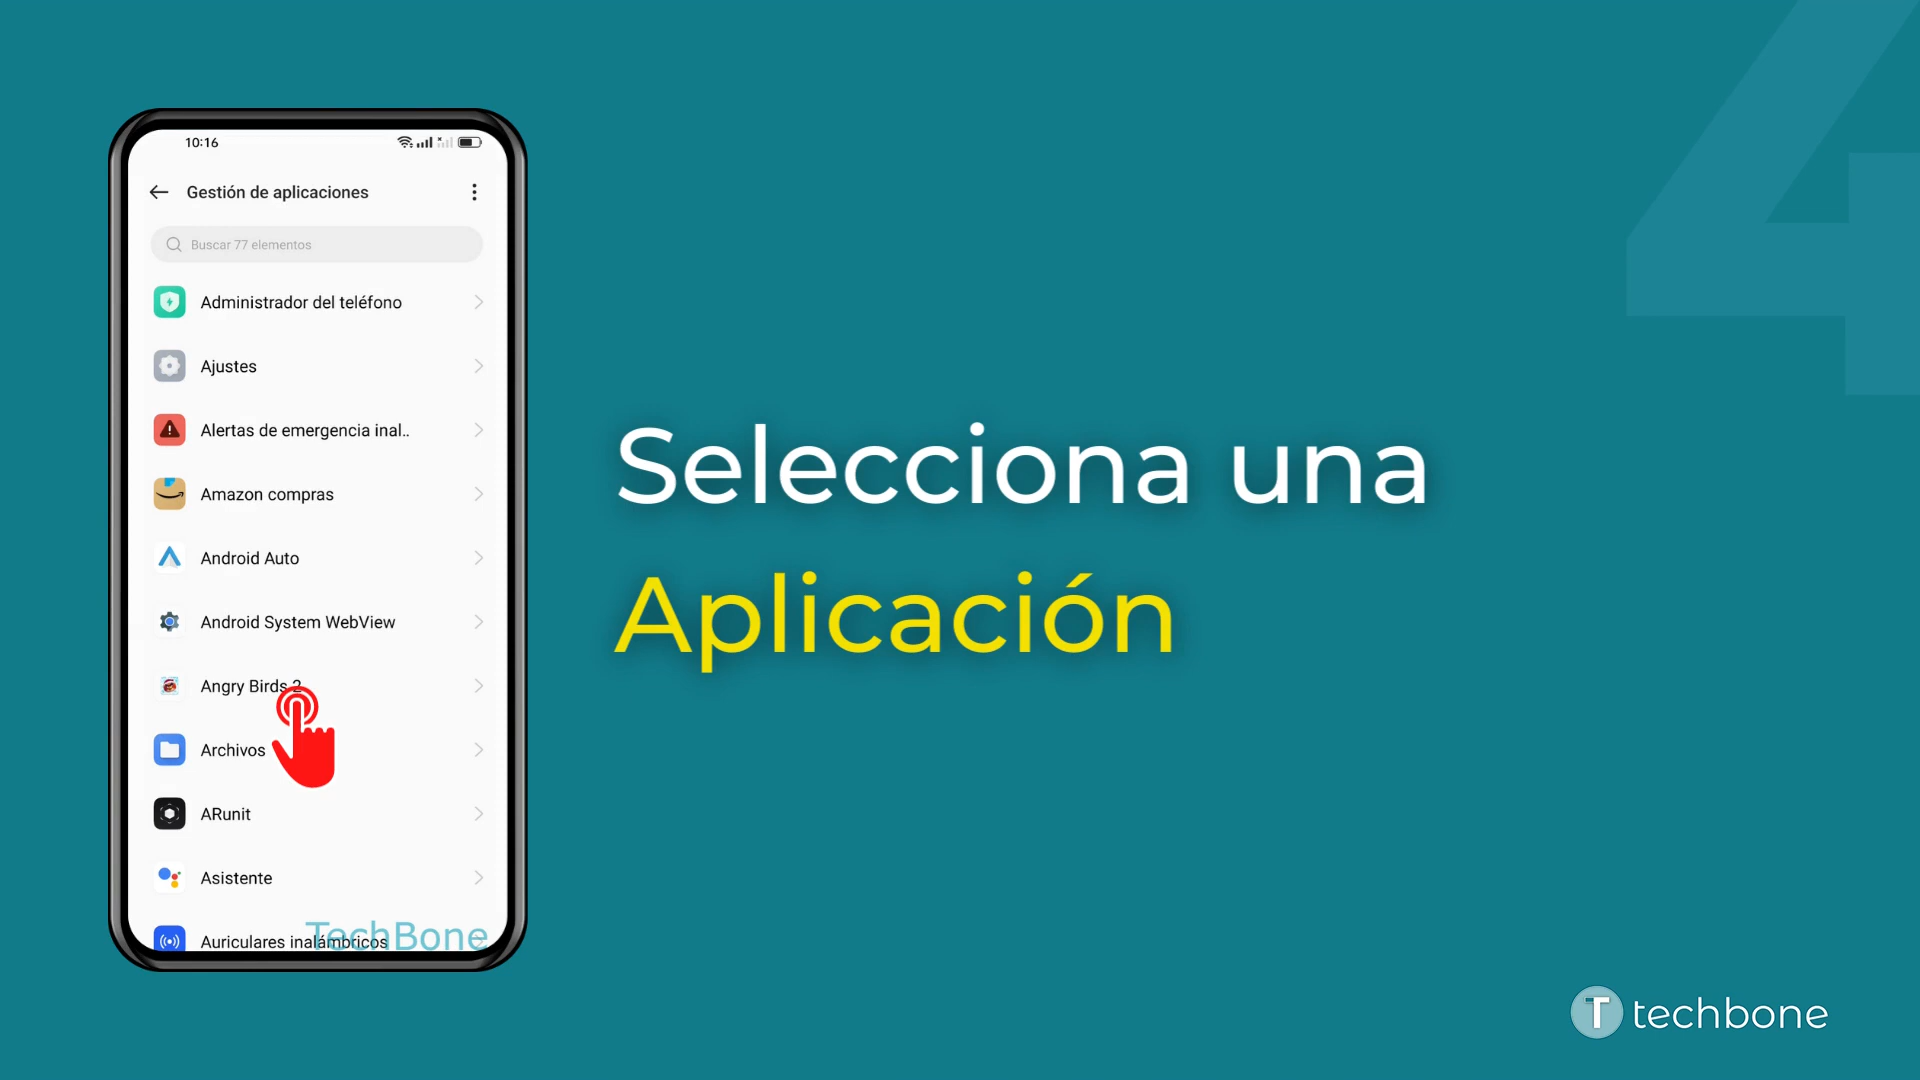 4
10:16
Gestión de aplicaciones
Buscar 77 elementos
Administrador del teléfono
Ajustes
Alertas de emergencia inal..
Amazon compras
Android Auto
Android System WebView
Angry Birds 2
Archivos
ARunit
Asistente
Auriculares inalámbricos
TechBone
Selecciona una
Aplicación
T techbone